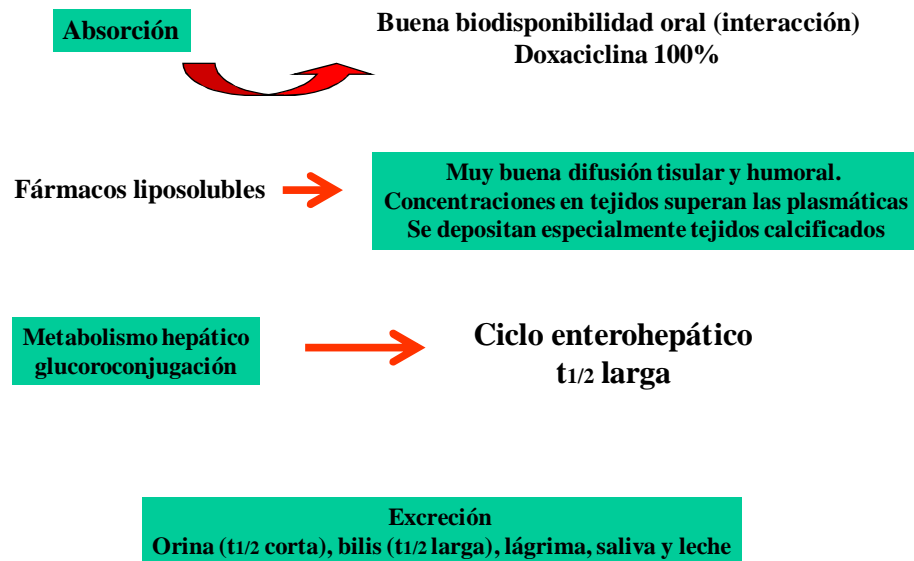 Absorción
Buena biodisponibilidad oral (interacción)
Doxaciclina 100%
Fármacos liposolubles
Muy buena difusión tisular y humoral.
Concentraciones en tejidos superan las plasmáticas
Se depositan especialmente tejidos calcificados
Metabolismo hepático
glucoroconjugación
Ciclo enterohepático
t1/2 larga
Excreción
Orina (t1/2 corta), bilis (t1/2 larga), lágrima, saliva y leche